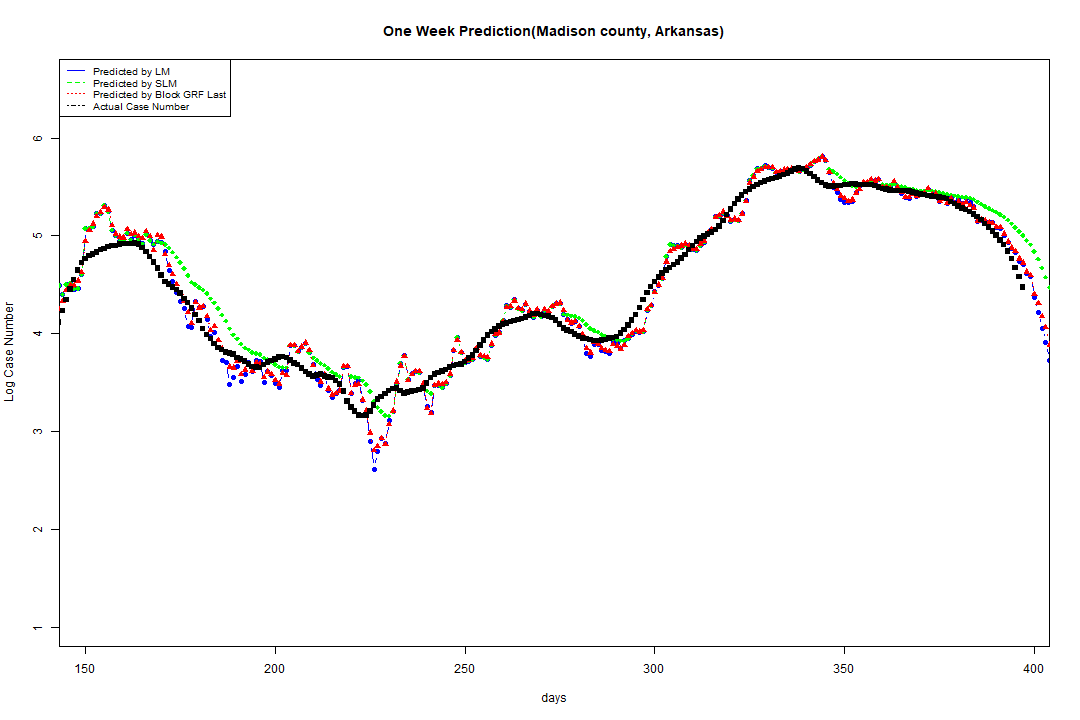 One Week Prediction(Madison county, Arkansas)
Predicted by LM
Predicted by SLM
Predicted by Block GRF Last
Actual Case Number
6
5
4
3
2
1
Log Case Number
150 200 250 300 350 400
days